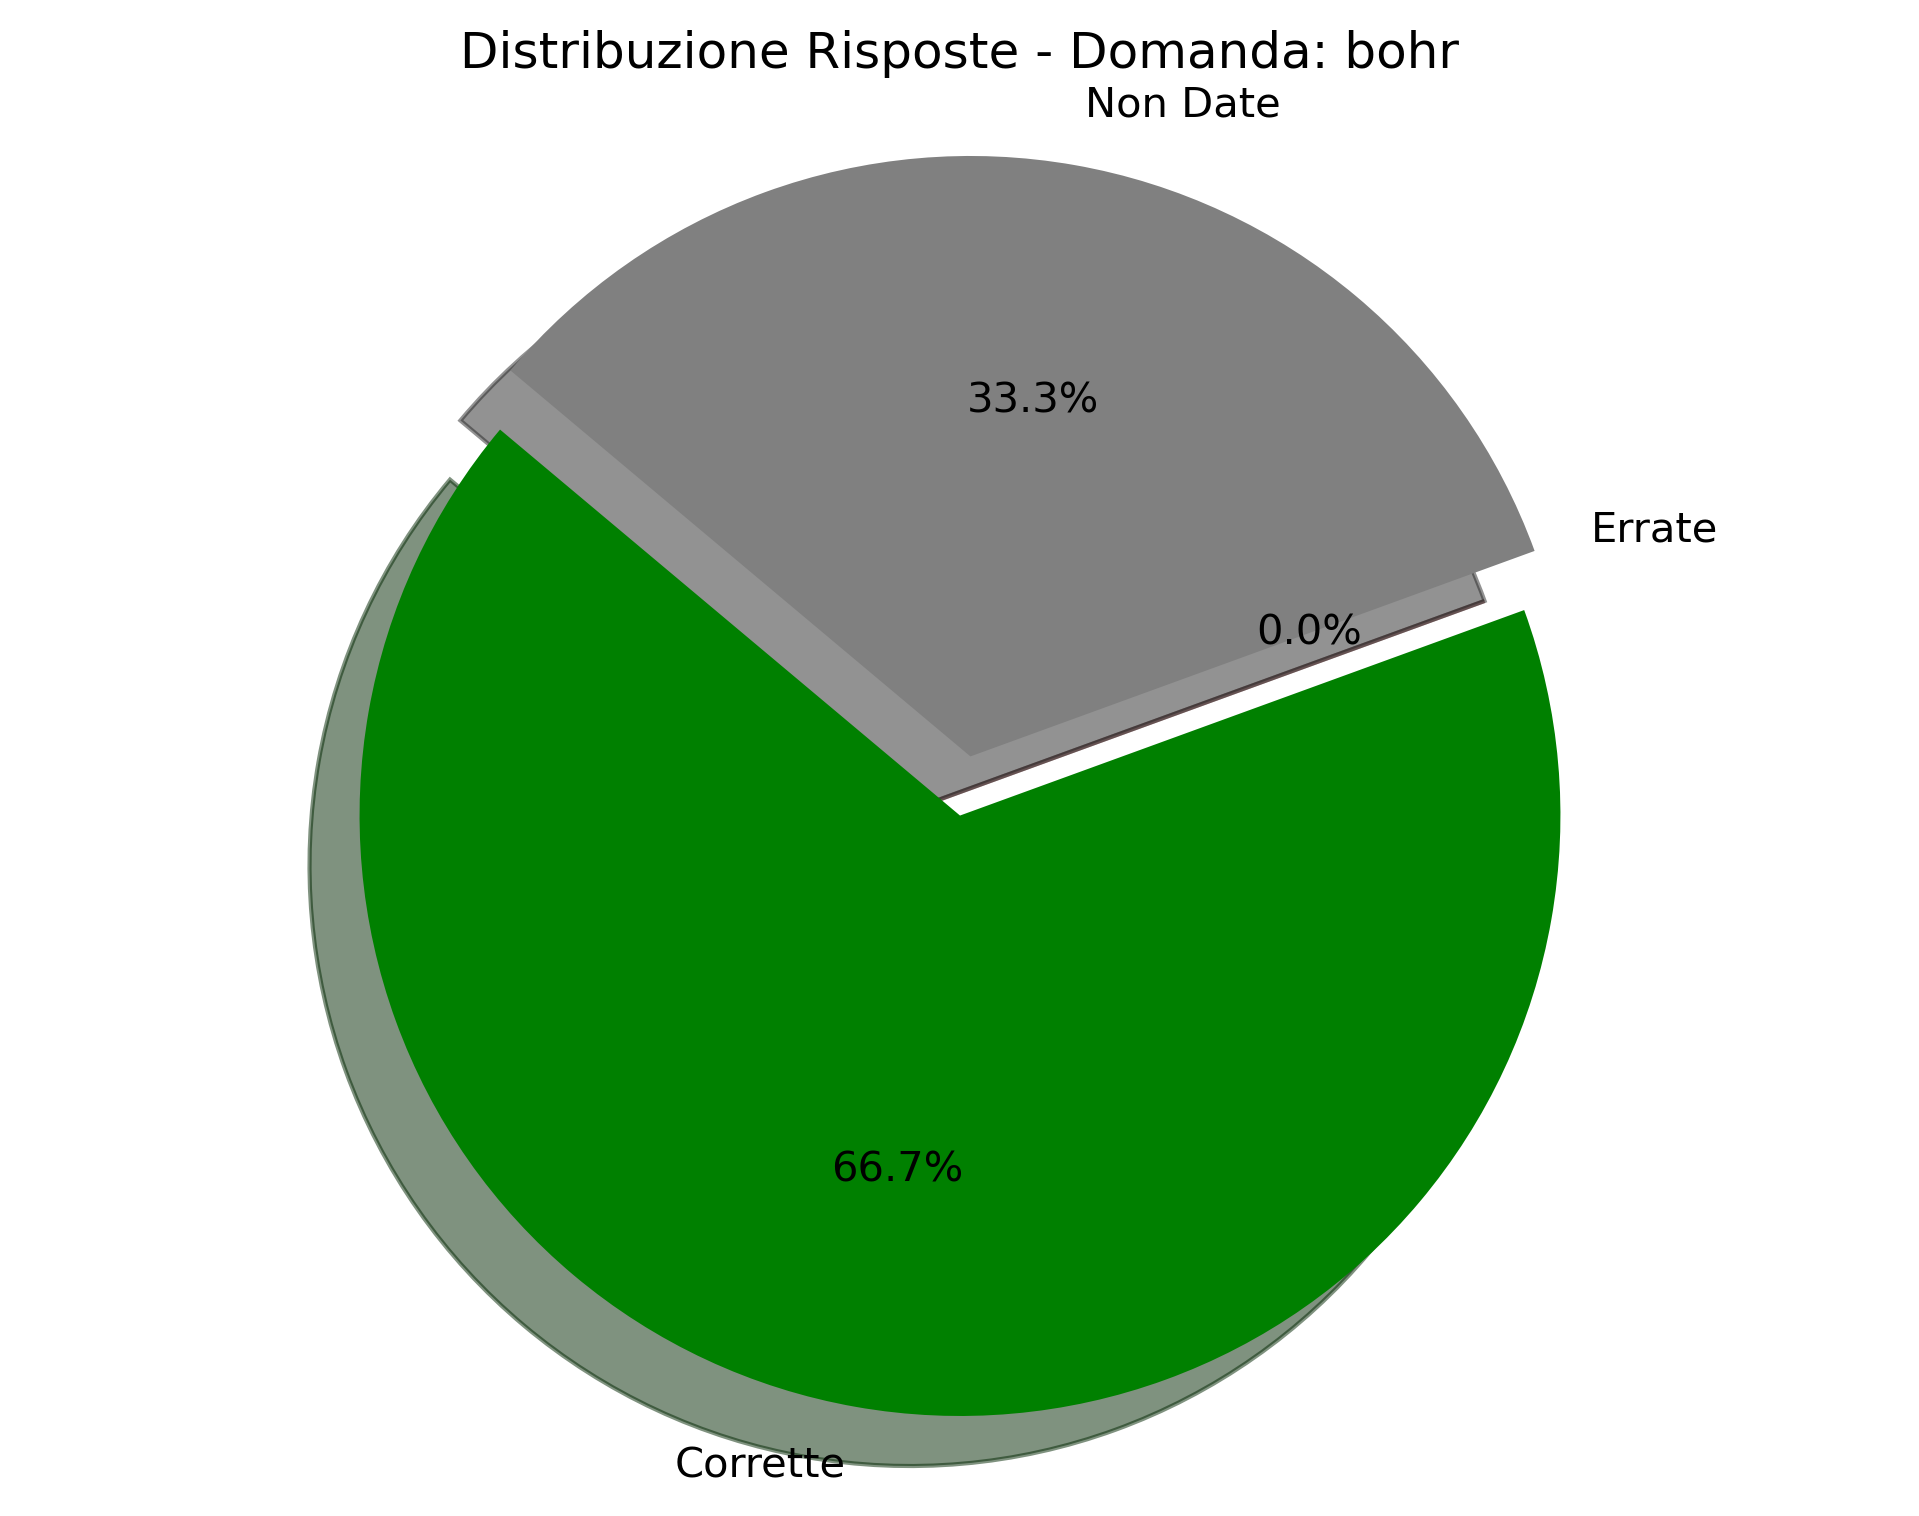 Distribuzione Risposte - Domanda: bohr
Non Date
33.3%
Errate
0.0%
66.7%
Corrette